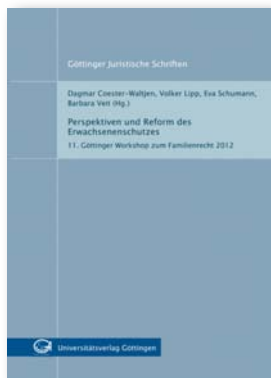 Göttinger Juristische Schriften
Dagmar Coester-Waltjen, Volker Lipp, Eva Schumann,
Barbara Veit (Hg.)
Perspektiven und Reform des
Erwachsenenschutzes
11. Göttinger Workshop zum Familienrecht 2012
Universitätsverlag Göttingen